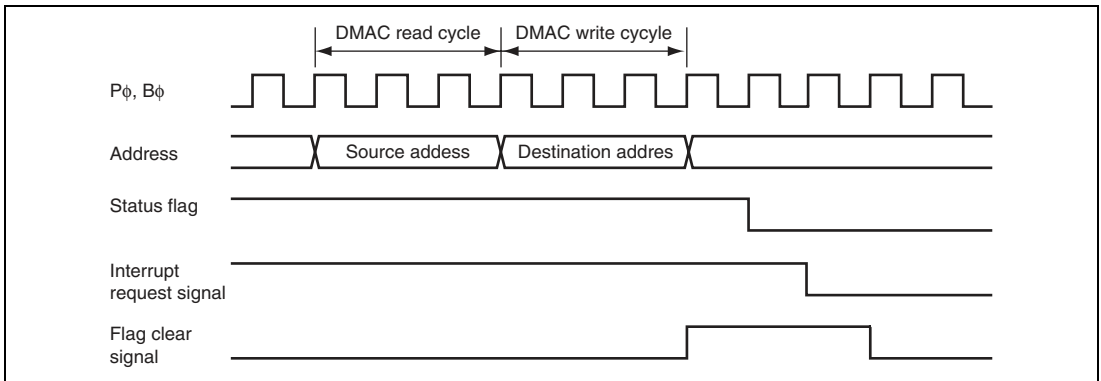 DMAC read cycle
DMAC write cycyle
Pϕ, Bϕ
Address
Source addess
Destination addres
Status flag
Interrupt
request signal
Flag clear
signal